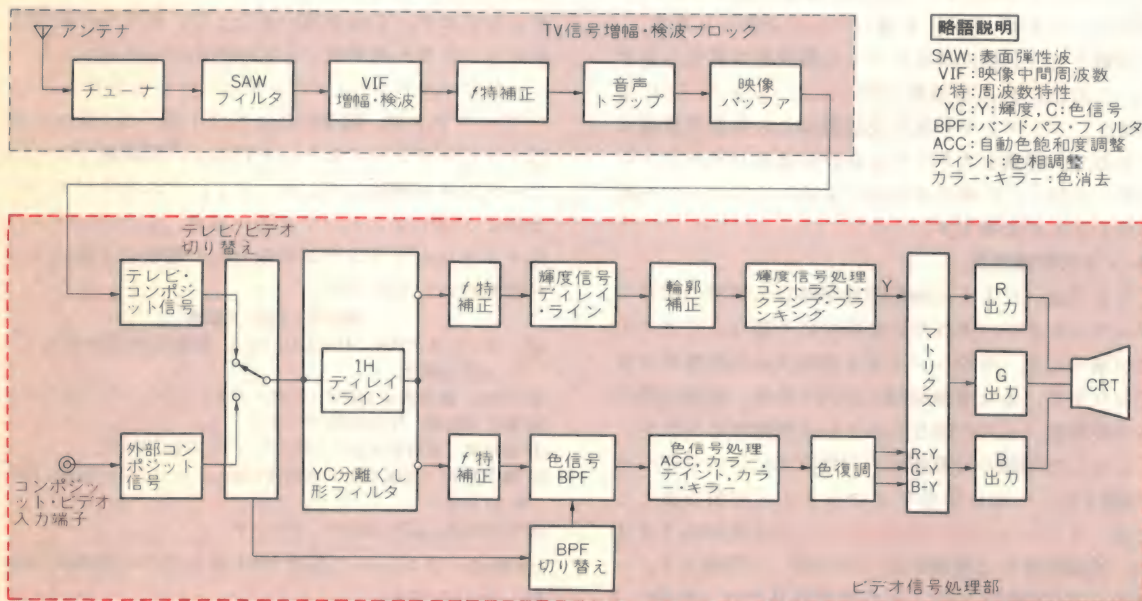 アンテナ
TV信号増幅・検波ブロック
チューナ
SAW
フィルタ
VIF
増幅・検波
f特補正
音声
トラップ
映像
バッファ
略語説明
SAW:表面弾性波
VIF:映像中間周波数
f特:周波数特性
YC:Y:輝度,C:色信号
BPF:バンドパス・フィルタ
ACC:自動色飽和度調整
ティント:色相調整
カラー・キラー:色消去
テレビ/ビデオ
切り替え
テレビ・
コンポジ
ット信号
1H
ディレイ
・ライン
YC分離くし
形フィルタ
f特
補正
輝度信号
ディレイ・
ライン
輪郭
補正
輝度信号処理
コントラスト・
クランプ・ブラ
ンキング
Y
マトリクス
R
出力
G
出力
B
出力
CRT
外部コン
ポジット
信号
コンポジッ
ット・ビデオ
入力端子
f特
補正
色信号
BPF
色信号処理
ACC,カラー,
テイント,カラ
ー・キラー
色復調
R-Y
G-Y
B-Y
BPF
切り替え
ビデオ信号処理部